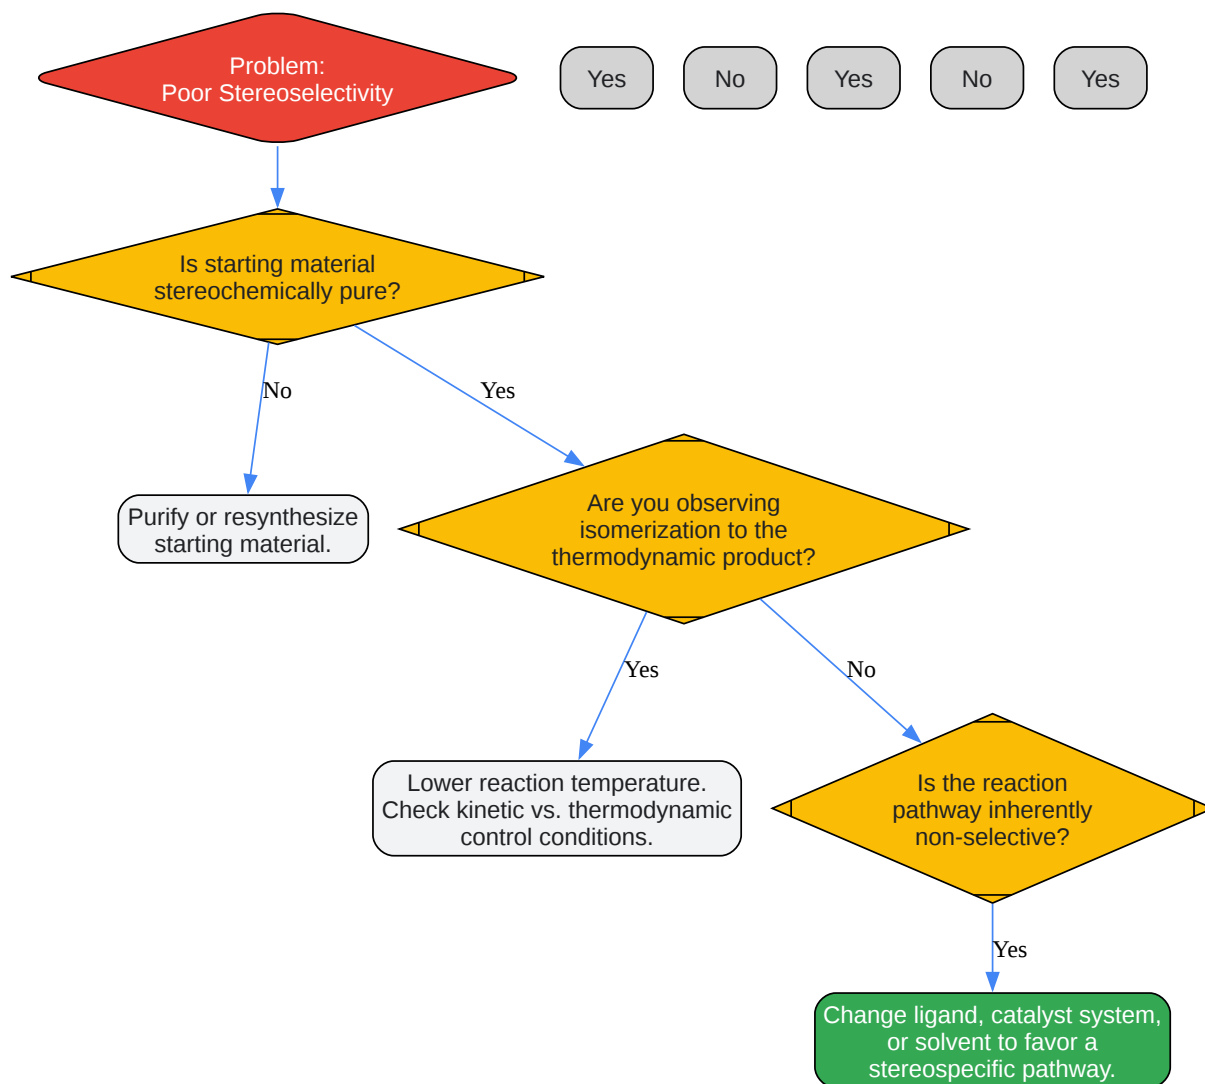 Problem:
Poor Stereoselectivity
Yes
No
Yes
No
Yes
Is starting material
stereochemically pure?
No
Yes
Purify or resynthesize
starting material.
Are you observing
isomerization to the
thermodynamic product?
Yes
No
Lower reaction temperature.
Check kinetic vs. thermodynamic
control conditions.
Is the reaction
pathway inherently
non-selective?
Yes
Change ligand, catalyst system,
or solvent to favor a
stereospecific pathway.